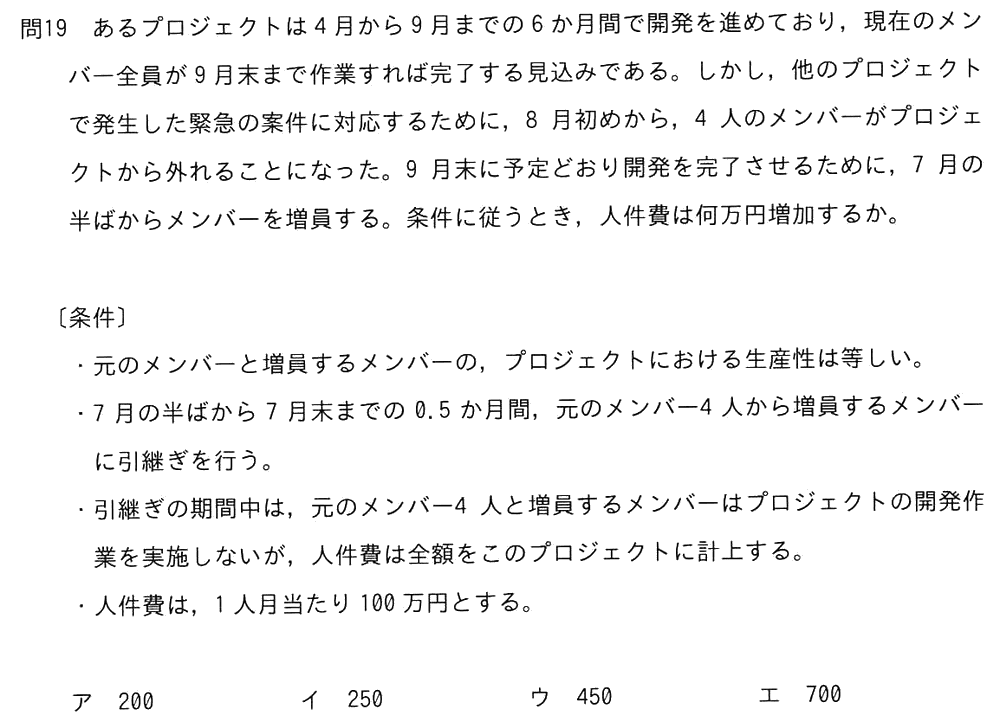 問19　あるプロジェクトは4月から9月までの6か月間で開発を進めており，現在のメン
バー全員が9月末まで作業すれば完了する見込みである。しかし，他のプロジェクト
で発生した緊急の案件に対応するために，8月初めから，4人のメンバーがプロジェ
クトから外れることになった。9月末に予定どおり開発を完了させるために，7月の
半ばからメンバーを増員する。条件に従うとき，人件費は何万円増加するか。
〔条件〕
・元のメンバーと増員するメンバーの，プロジェクトにおける生産性は等しい。
・7月の半ばから7月末までの0.5か月間，元のメンバー4人から増員するメンバー
に引継ぎを行う。
・引継ぎの期間中は，元のメンバー4人と増員するメンバーはプロジェクトの開発作
業を実施しないが，人件費は全額をこのプロジェクトに計上する。
・人件費は，1人月当たり100万円とする。
ア　200　イ　250　ウ　450　エ　700